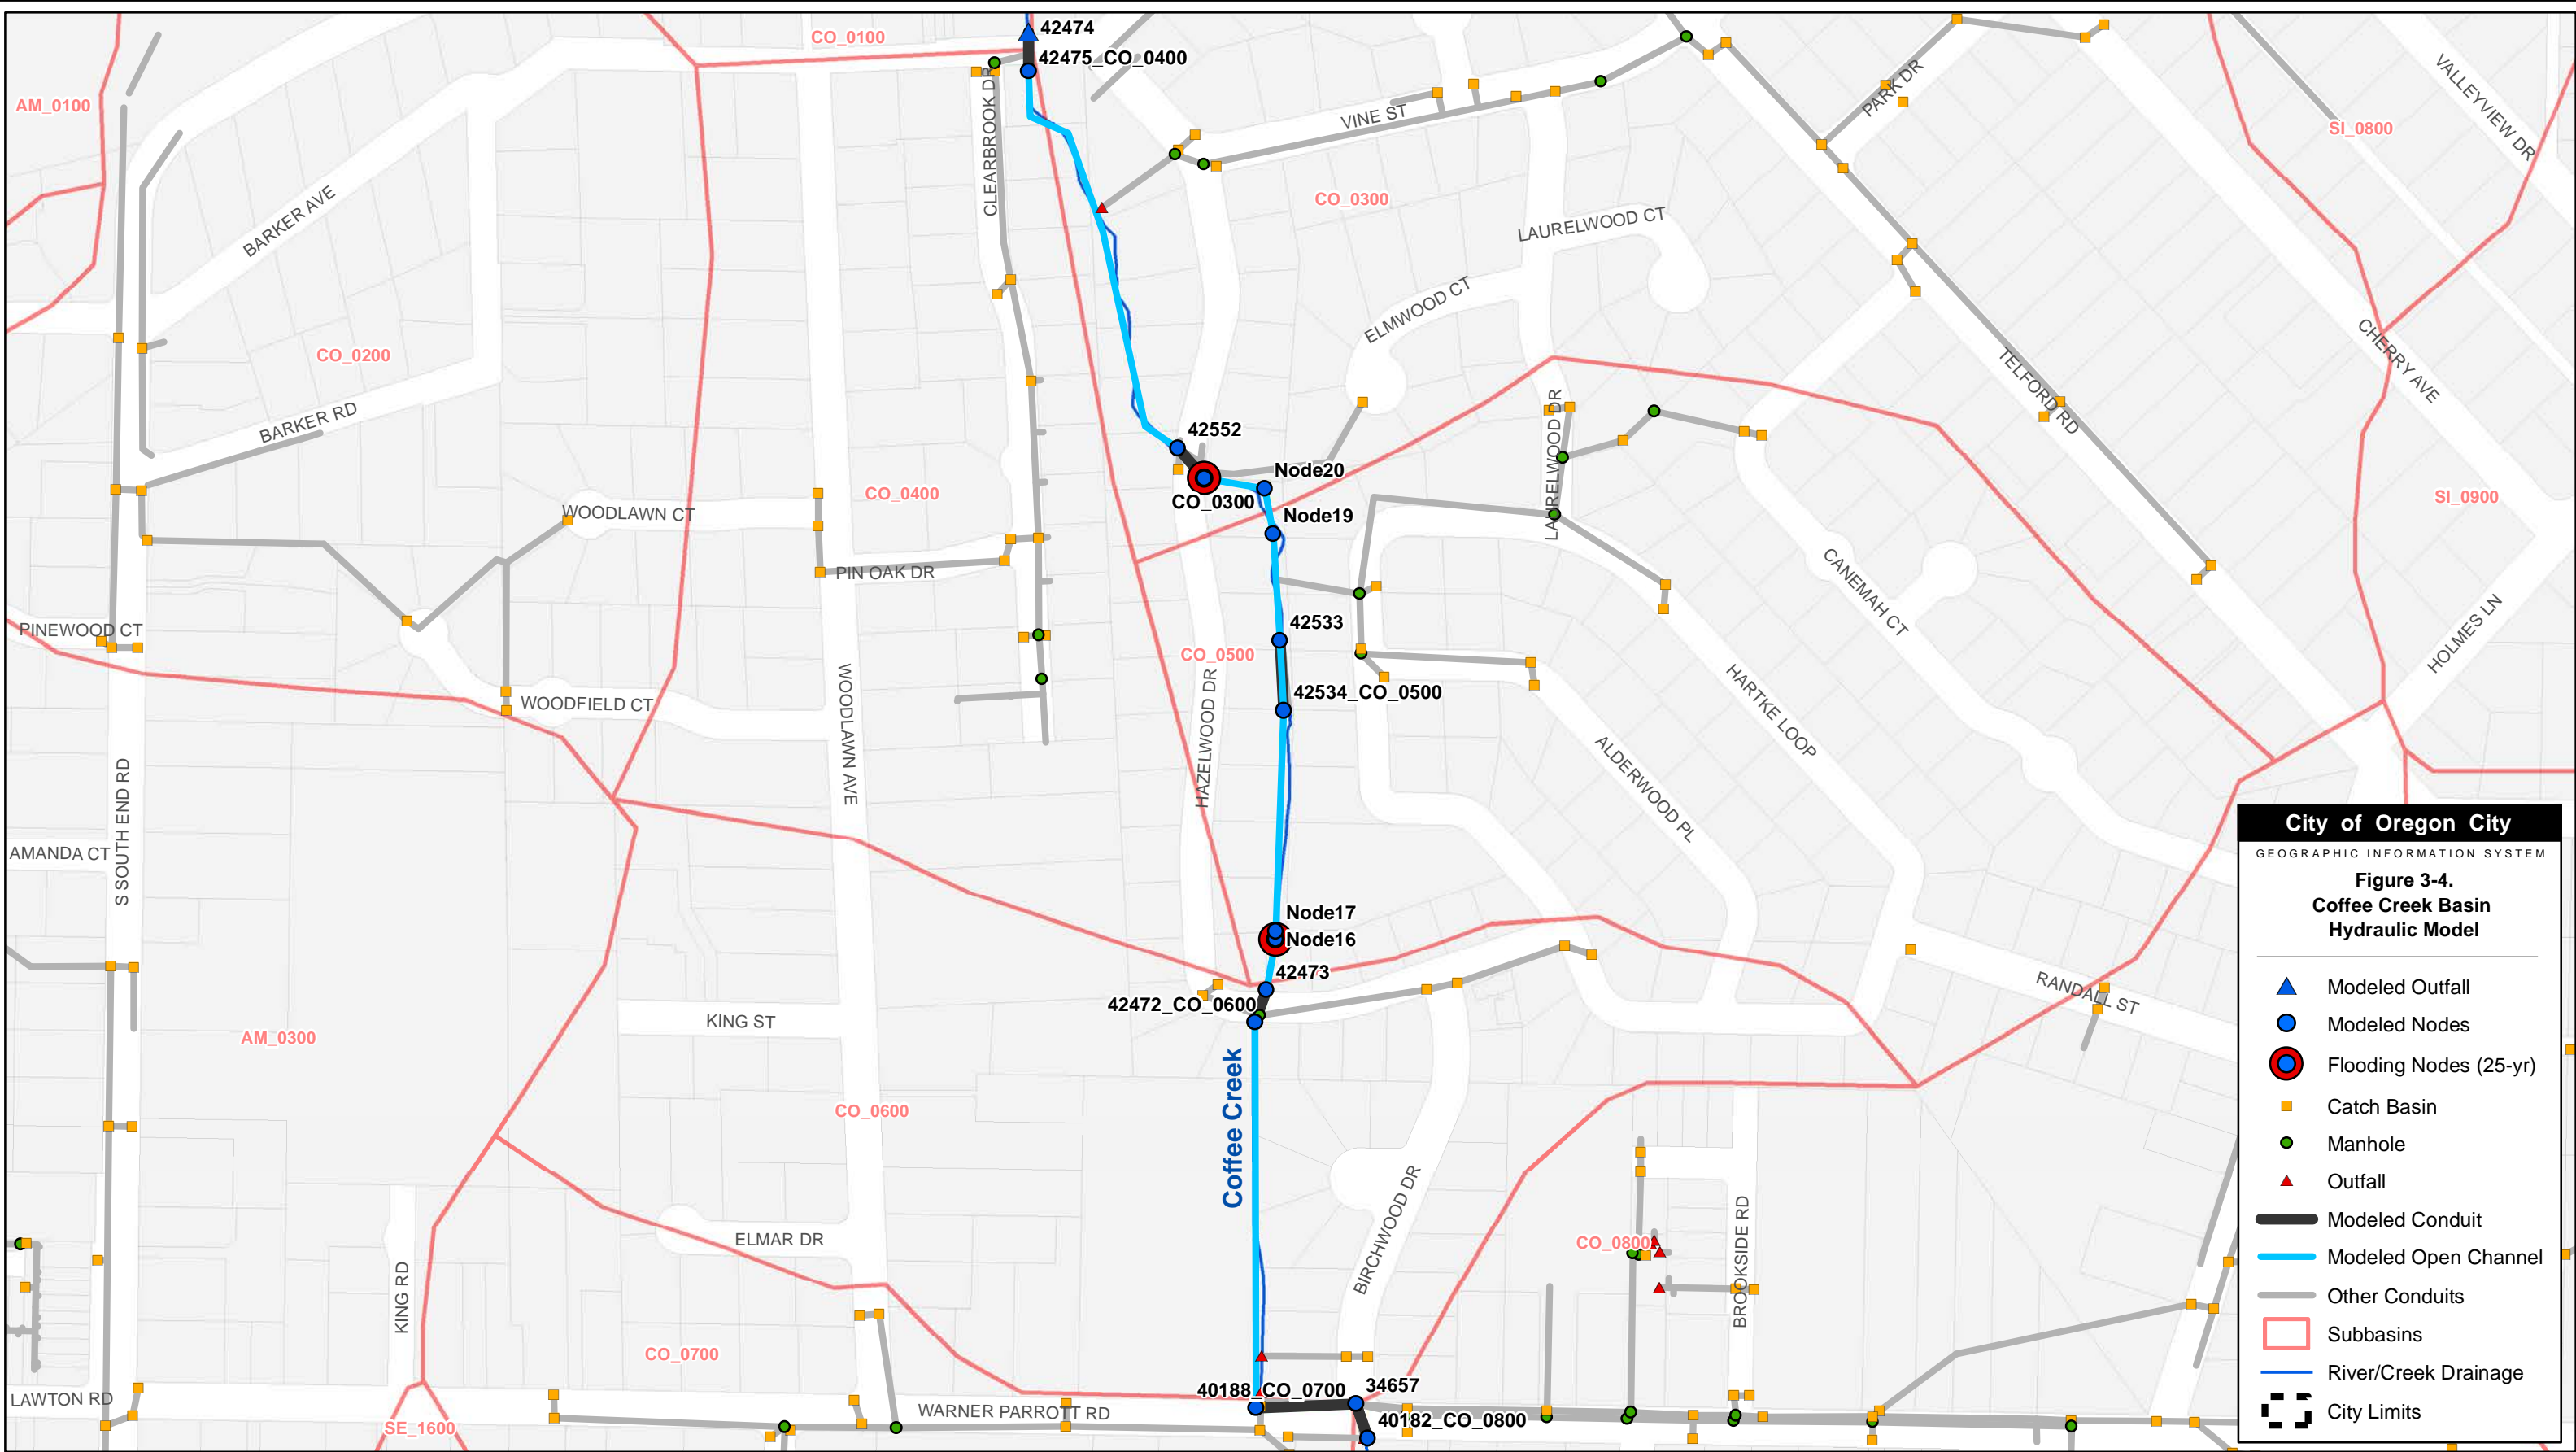 42474
CO_0100
42475_CO_0400
AM_0100
PARK DR
VALLEYVIEW DR
VINE ST
SI_0800
CLEARBROOK D
BARKER AVE
CO_0300
LAURELWOOD CT
ELMWOOD CT
CO_0200
TELFORD RD
CHERRY AVE
BARKER RD
42552
LAURELWOOD DR
Node20
CO_0400
CO_0300
SI_0900
WOODLAWN CT
Node19
PIN OAK DR
CANEMAH CT
PINEWOOD CT
42533
CO_0500
HOLMES LN
42534_CO_0500
WOODFIELD CT
WOODLAWN AVE
HAZELWOOD DR
HARTKE LOOP
ALDERWOOD PL
S SOUTH END RD
AMANDA CT
Node17
Node16
42473
42472_CO_0600
RANDALL ST
KING ST
AM_0300
CO_0600
Coffee Creek
BIRCHWOOD DR
ELMAR DR
CO_0800
BROOKSIDE RD
KING RD
CO_0700
LAWTON RD
40188_CO_0700
34657
WARNER PARROTT RD
40182_CO_0800
SE_1600
City of Oregon City
GEOGRAPHIC INFORMATION SYSTEM
Figure 3-4.
Coffee Creek Basin
Hydraulic Model
Modeled Outfall
Modeled Nodes
Flooding Nodes (25-yr)
Catch Basin
Manhole
Outfall
Modeled Conduit
Modeled Open Channel
Other Conduits
Subbasins
River/Creek Drainage
City Limits